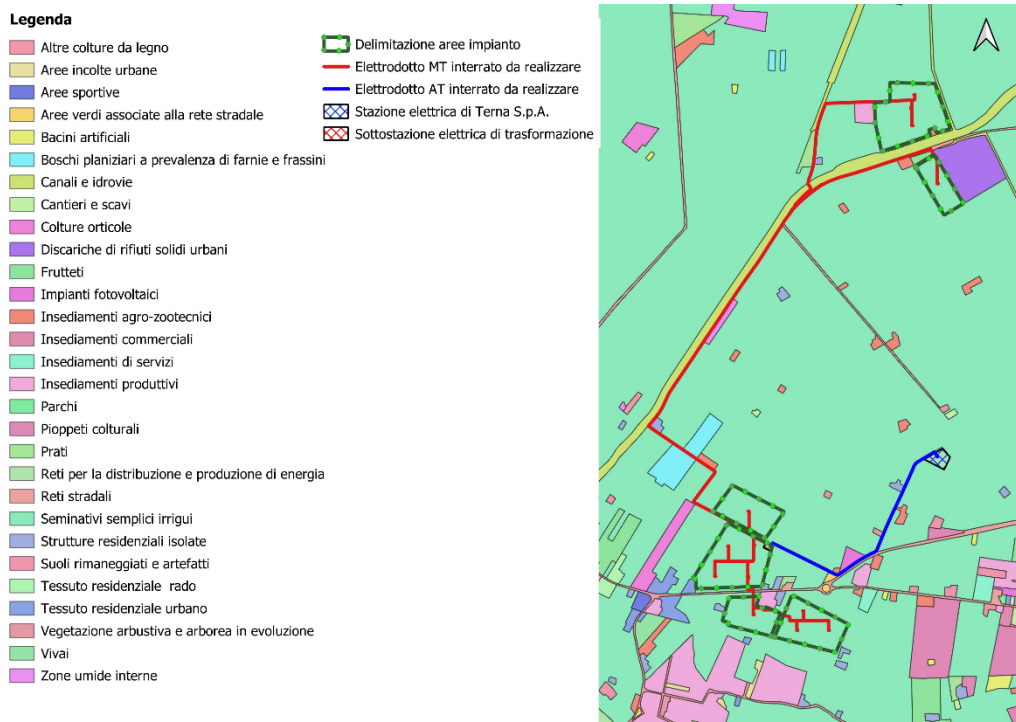 Legenda
Altre colture da legno
Aree incolte urbane
Aree sportive
Aree verdi associate alla rete stradale
Bacini artificiali
Boschi planiziari a prevalenza di farnie e frassini
Canali e idrovie
Cantieri e scavi
Colture orticole
Discariche di rifiuti solidi urbani
Frutteti
Impianti fotovoltaici
Insediamenti agro-zootecnici
Insediamenti commerciali
Insediamenti di servizi
Insediamenti produttivi
Parchi
Pioppeti colturali
Prati
Reti per la distribuzione e produzione di energia
Reti stradali
Seminativi semplici irrigui
Strutture residenziali isolate
Suoli rimaneggiati e artefatti
Tessuto residenziale  rado
Tessuto residenziale urbano
Vegetazione arbustiva e arborea in evoluzione
Vivai
Zone umide interne
Delimitazione aree impianto
Elettrodotto MT interrato da realizzare
Elettrodotto AT interrato da realizzare
Stazione elettrica di Terna S.p.A.
Sottostazione elettrica di trasformazione